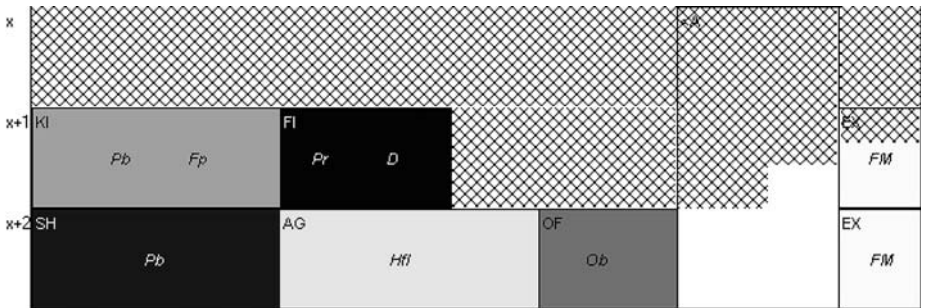 x
x+1 KI FI EX
Pb Fp Pr D FM
x+2 SH AG OF EX
Pb Hfl Ob FM